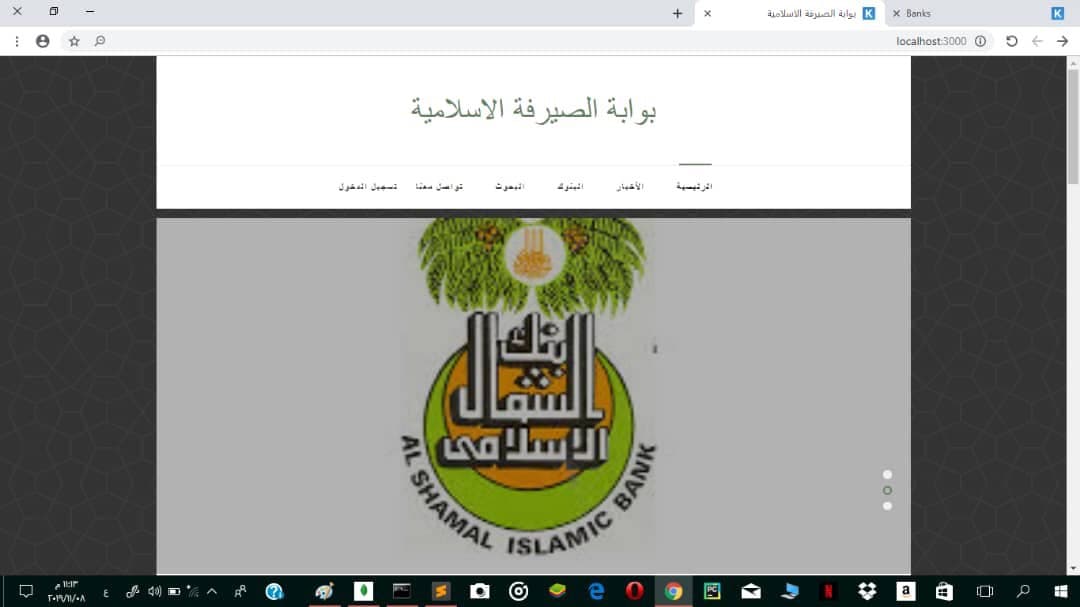 بوابة الصيرفة الاسلامية
Banks
localhost:3000
بوابة الصيرفة الاسلامية
الرئيسية الأخبار البنوك البحوث تواصل معنا تسجيل الدخول
بنك
الشمال
الاسلامى
AL SHAMAL ISLAMIC BANK
ع
١١:١٣ م
٢٠١٩/١١/٠٨